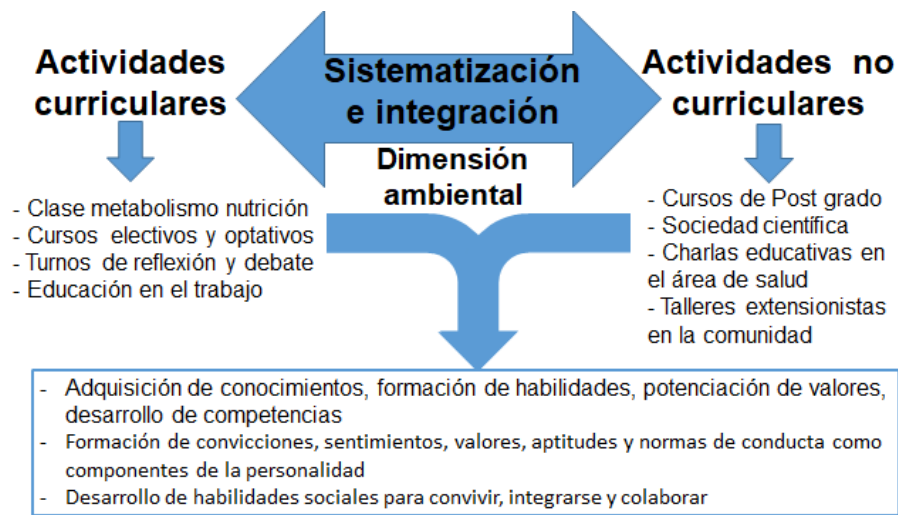 Actividades
curriculares
Sistematización
e integración
Dimensión
ambiental
Actividades no
curriculares
- Clase metabolismo nutrición
- Cursos electivos y optativos
- Turnos de reflexión y debate
- Educación en el trabajo
- Cursos de Post grado
- Sociedad científica
- Charlas educativas en
el área de salud
- Talleres extensionistas
en la comunidad
- Adquisición de conocimientos, formación de habilidades, potenciación de valores,
desarrollo de competencias
- Formación de convicciones, sentimientos, valores, aptitudes y normas de conducta como
componentes de la personalidad
- Desarrollo de habilidades sociales para convivir, integrarse y colaborar